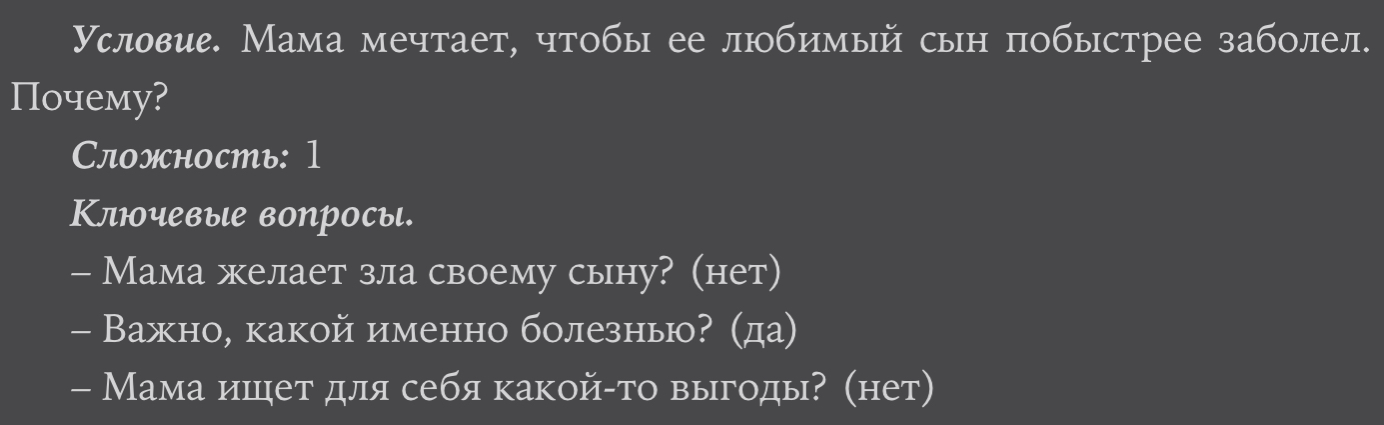 Условие. Мама мечтает, чтобы ее любимый сын побыстрее заболел.
Почему?
Сложность: 1
Ключевые вопросы.
– Мама желает зла своему сыну? (нет)
– Важно, какой именно болезнью? (да)
– Мама ищет для себя какой-то выгоды? (нет)